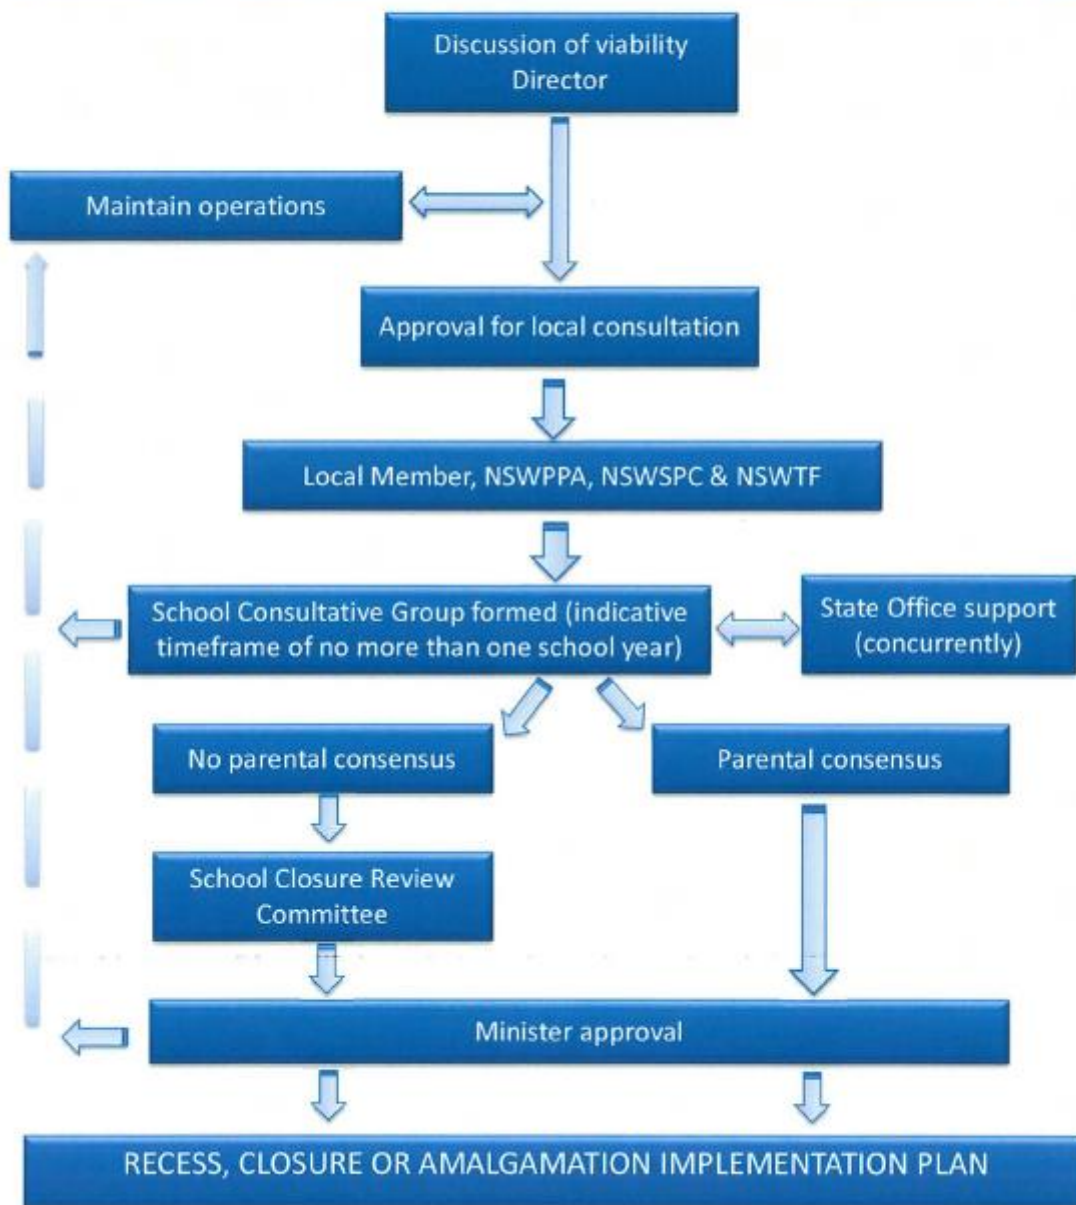 Discussion of viability
Director
Maintain operations
Approval for local consultation
Local Member, NSWPPA, NSWSPC & NSWTF
School Consultative Group formed (indicative
timeframe of no more than one school year)
State Office support
(concurrently)
No parental consensus
Parental consensus
School Closure Review
Committee
Minister approval
RECESS, CLOSURE OR AMALGAMATION IMPLEMENTATION PLAN